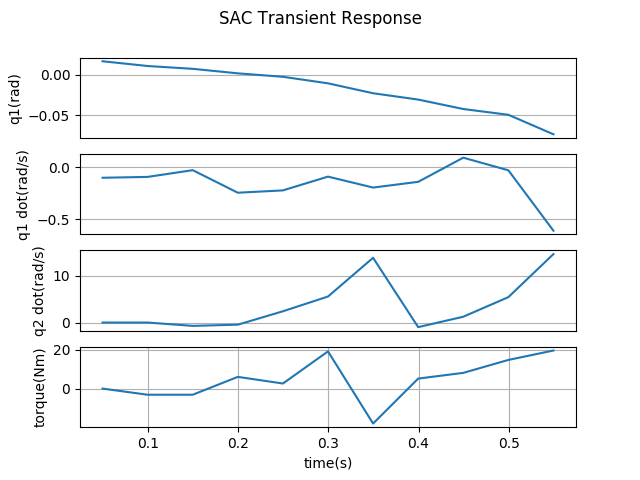 SAC Transient Response
0.00
−0.05
q1(rad)
0.0
−0.5
q1 dot(rad/s)
10
0
q2 dot(rad/s)
20
0
torque(Nm)
0.1 0.2 0.3 0.4 0.5
time(s)